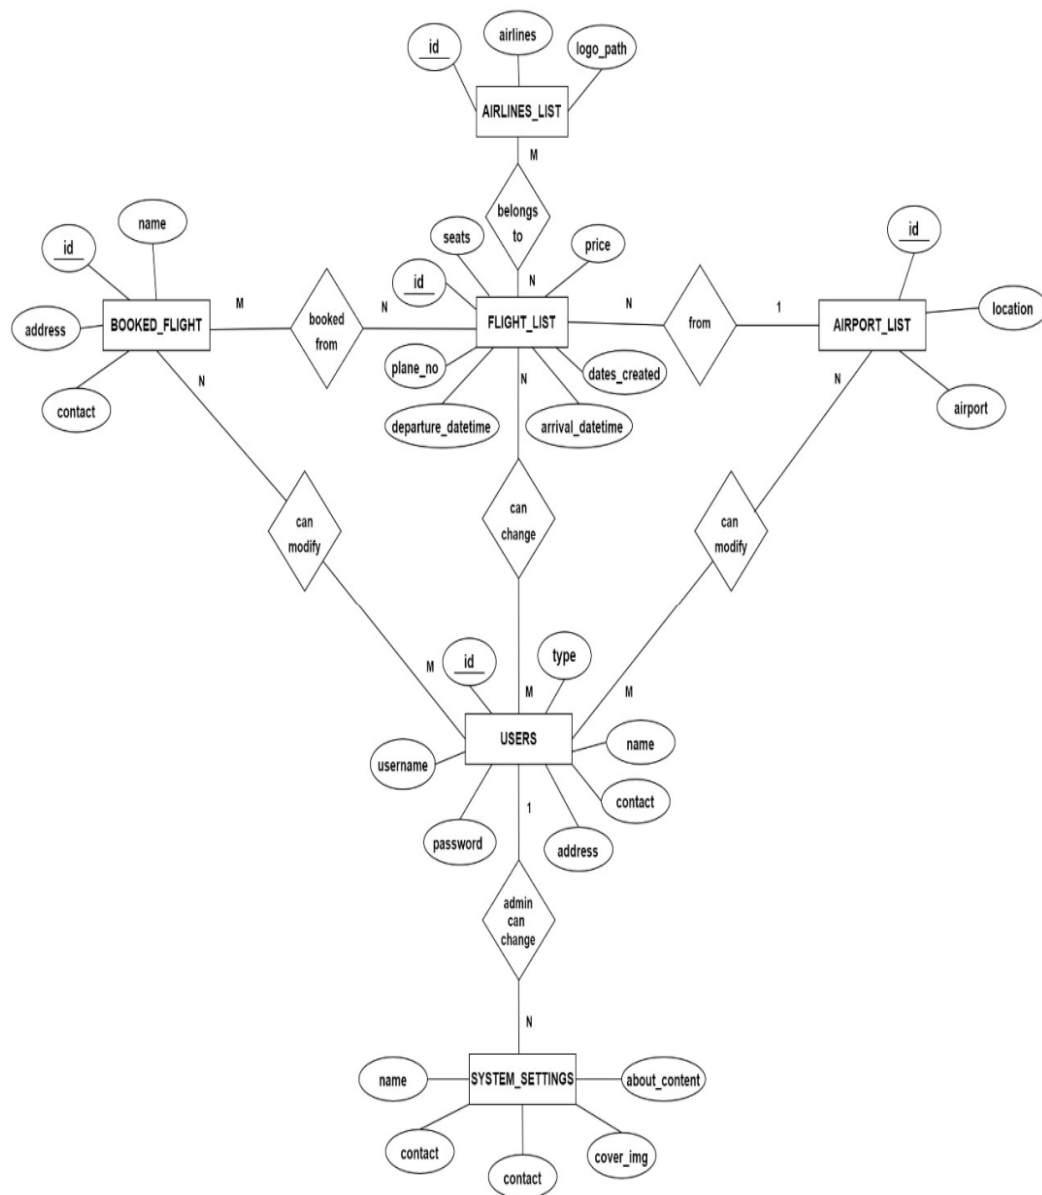 id
airlines
logo_path
AIRLINES_LIST
M
belongs
to
N
seats
price
id
name
id
BOOKED_FLIGHT
address
contact
M
booked
from
N
id
FLIGHT_LIST
plane_no
departure_datetime
dates_created
arrival_datetime
N
from
1
AIRPORT_LIST
location
airport
N
N
N
can
modify
can
change
can
modify
M
M
M
id
type
USERS
username
name
password
contact
address
1
admin
can
change
N
SYSTEM_SETTINGS
name
about_content
contact
contact
cover_img